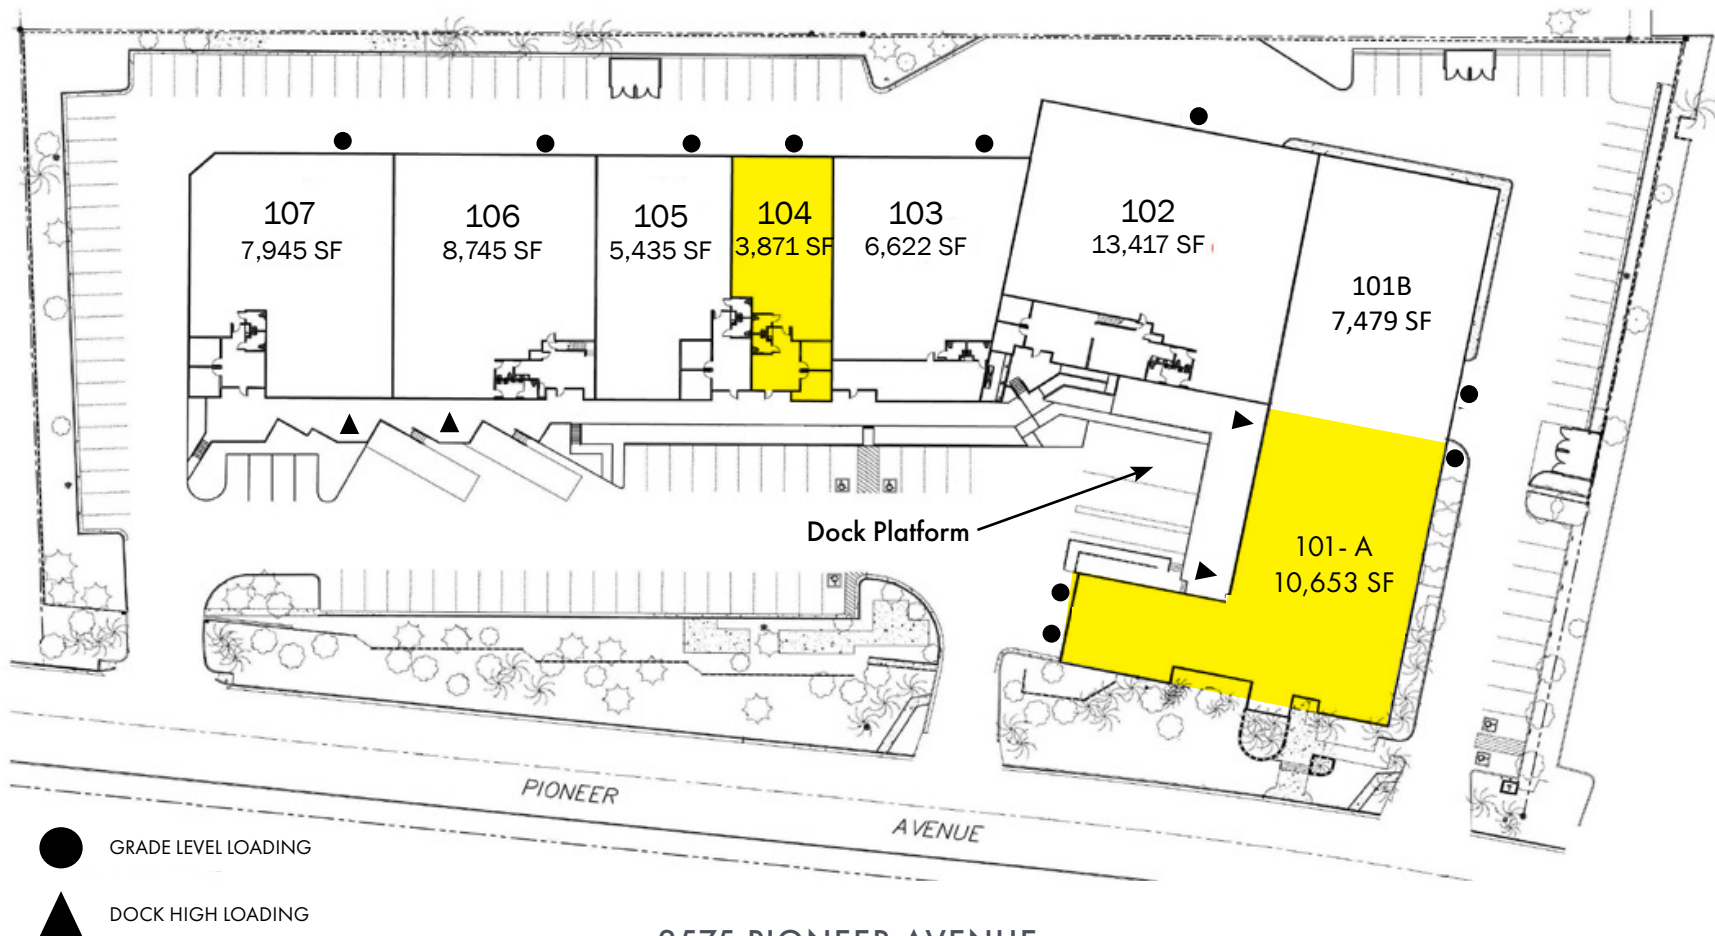 107
7,945 SF
106
8,745 SF
105
5,435 SF
104
3,871 SF
103
6,622 SF
102
13,417 SF
101B
7,479 SF
Dock Platform
101- A
10,653 SF
PIONEER
AVENUE
GRADE LEVEL LOADING
DOCK HIGH LOADING
PIONEER AVENUE